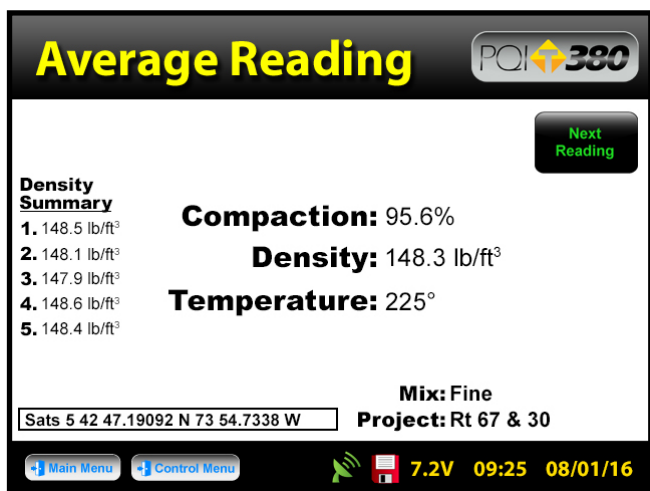 Average Reading
PQI 380
Next
Reading
Density
Summary
1. 148.5 lb/ft³
2. 148.1 lb/ft³
3. 147.9 lb/ft³
4. 148.6 lb/ft³
5. 148.4 lb/ft³
Compaction: 95.6%
Density: 148.3 lb/ft³
Temperature: 225°
Mix: Fine
Sats 5 42 47.19092 N 73 54.7338 W
Project: Rt 67 & 30
Main Menu
Control Menu
7.2V 09:25 08/01/16